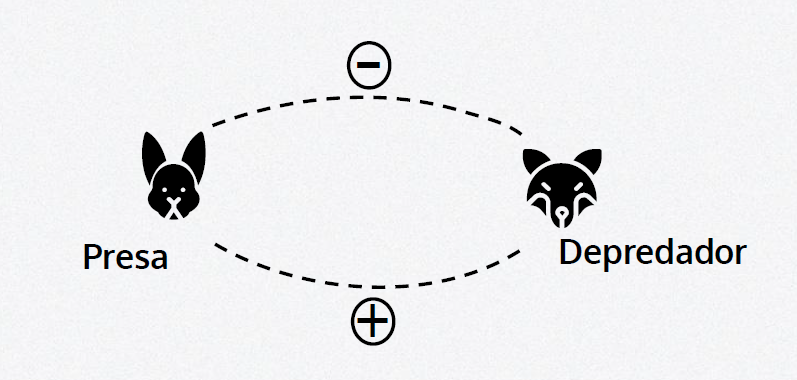 −
Presa
Depredador
+